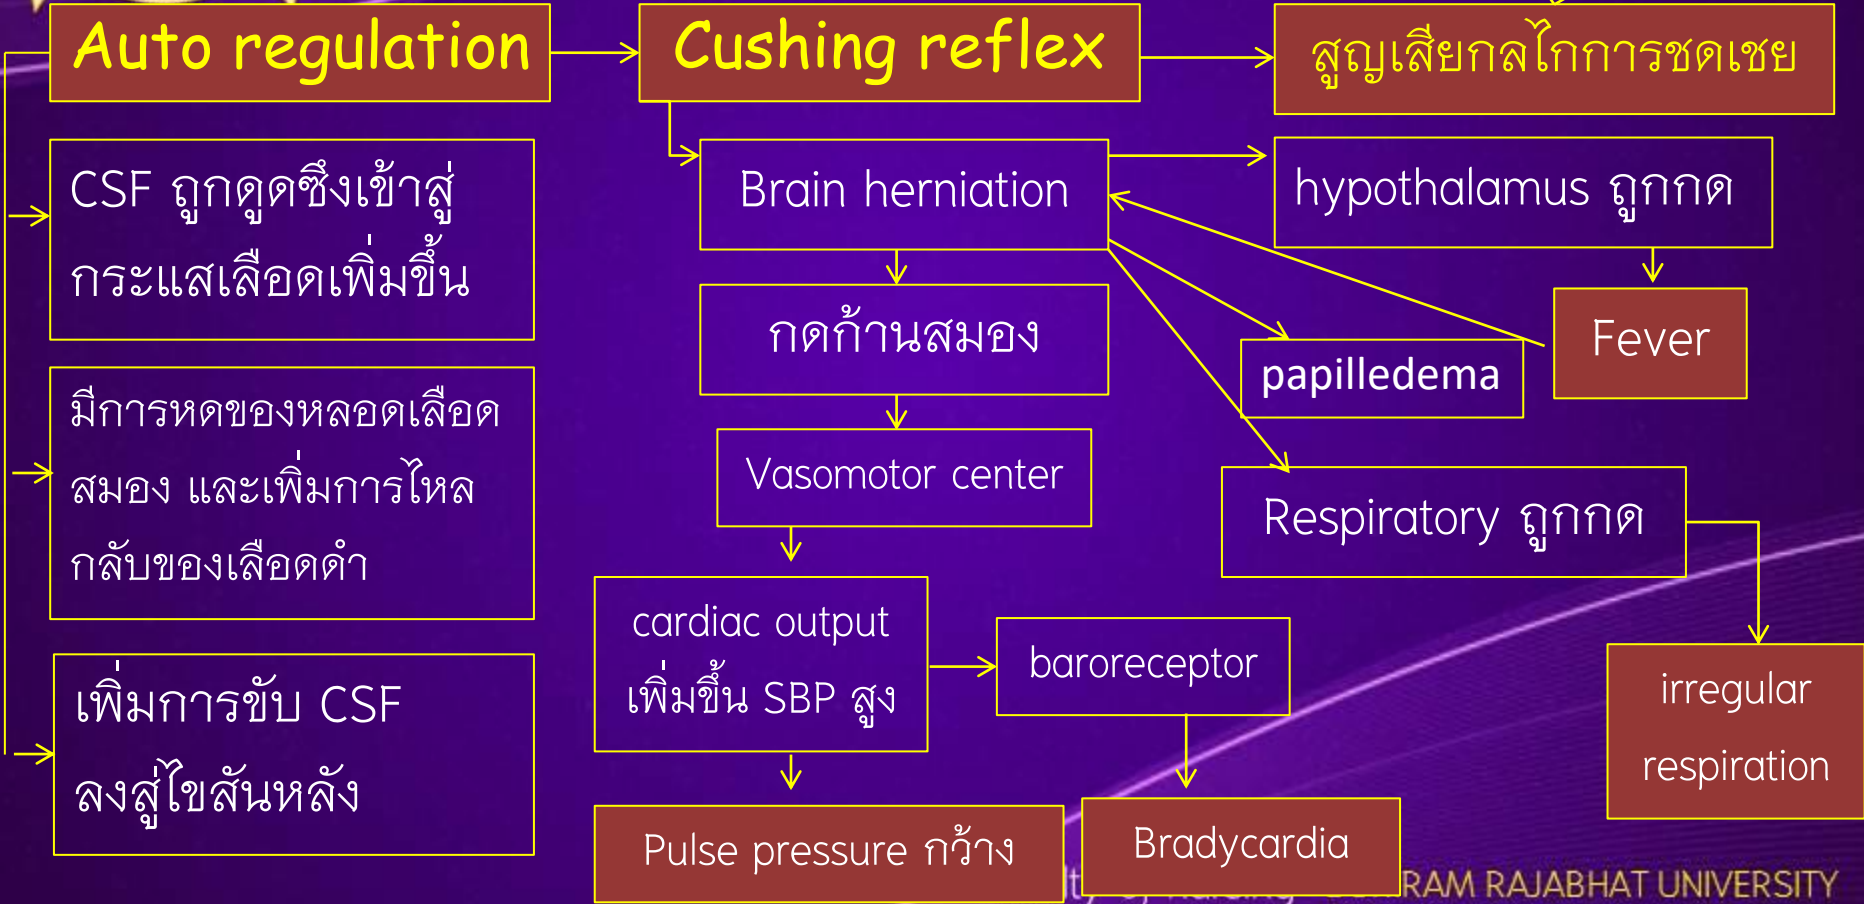 Auto regulation
Cushing reflex
สูญเสียกลไกการชดเชย
CSF ถูกดูดซึงเข้าสู่
กระแสเลือดเพิ่มขึ้น
มีการหดของหลอดเลือด
สมอง และเพิ่มการไหล
กลับของเลือดดำ
เพิ่มการขับ CSF
ลงสู่ไขสันหลัง
Brain herniation
กดก้านสมอง
Vasomotor center
cardiac output
เพิ่มขึ้น SBP สูง
Pulse pressure กว้าง
baroreceptor
Bradycardia
hypothalamus ถูกกด
Fever
papilledema
Respiratory ถูกกด
irregular
respiration
RAJABHAT UNIVERSITY